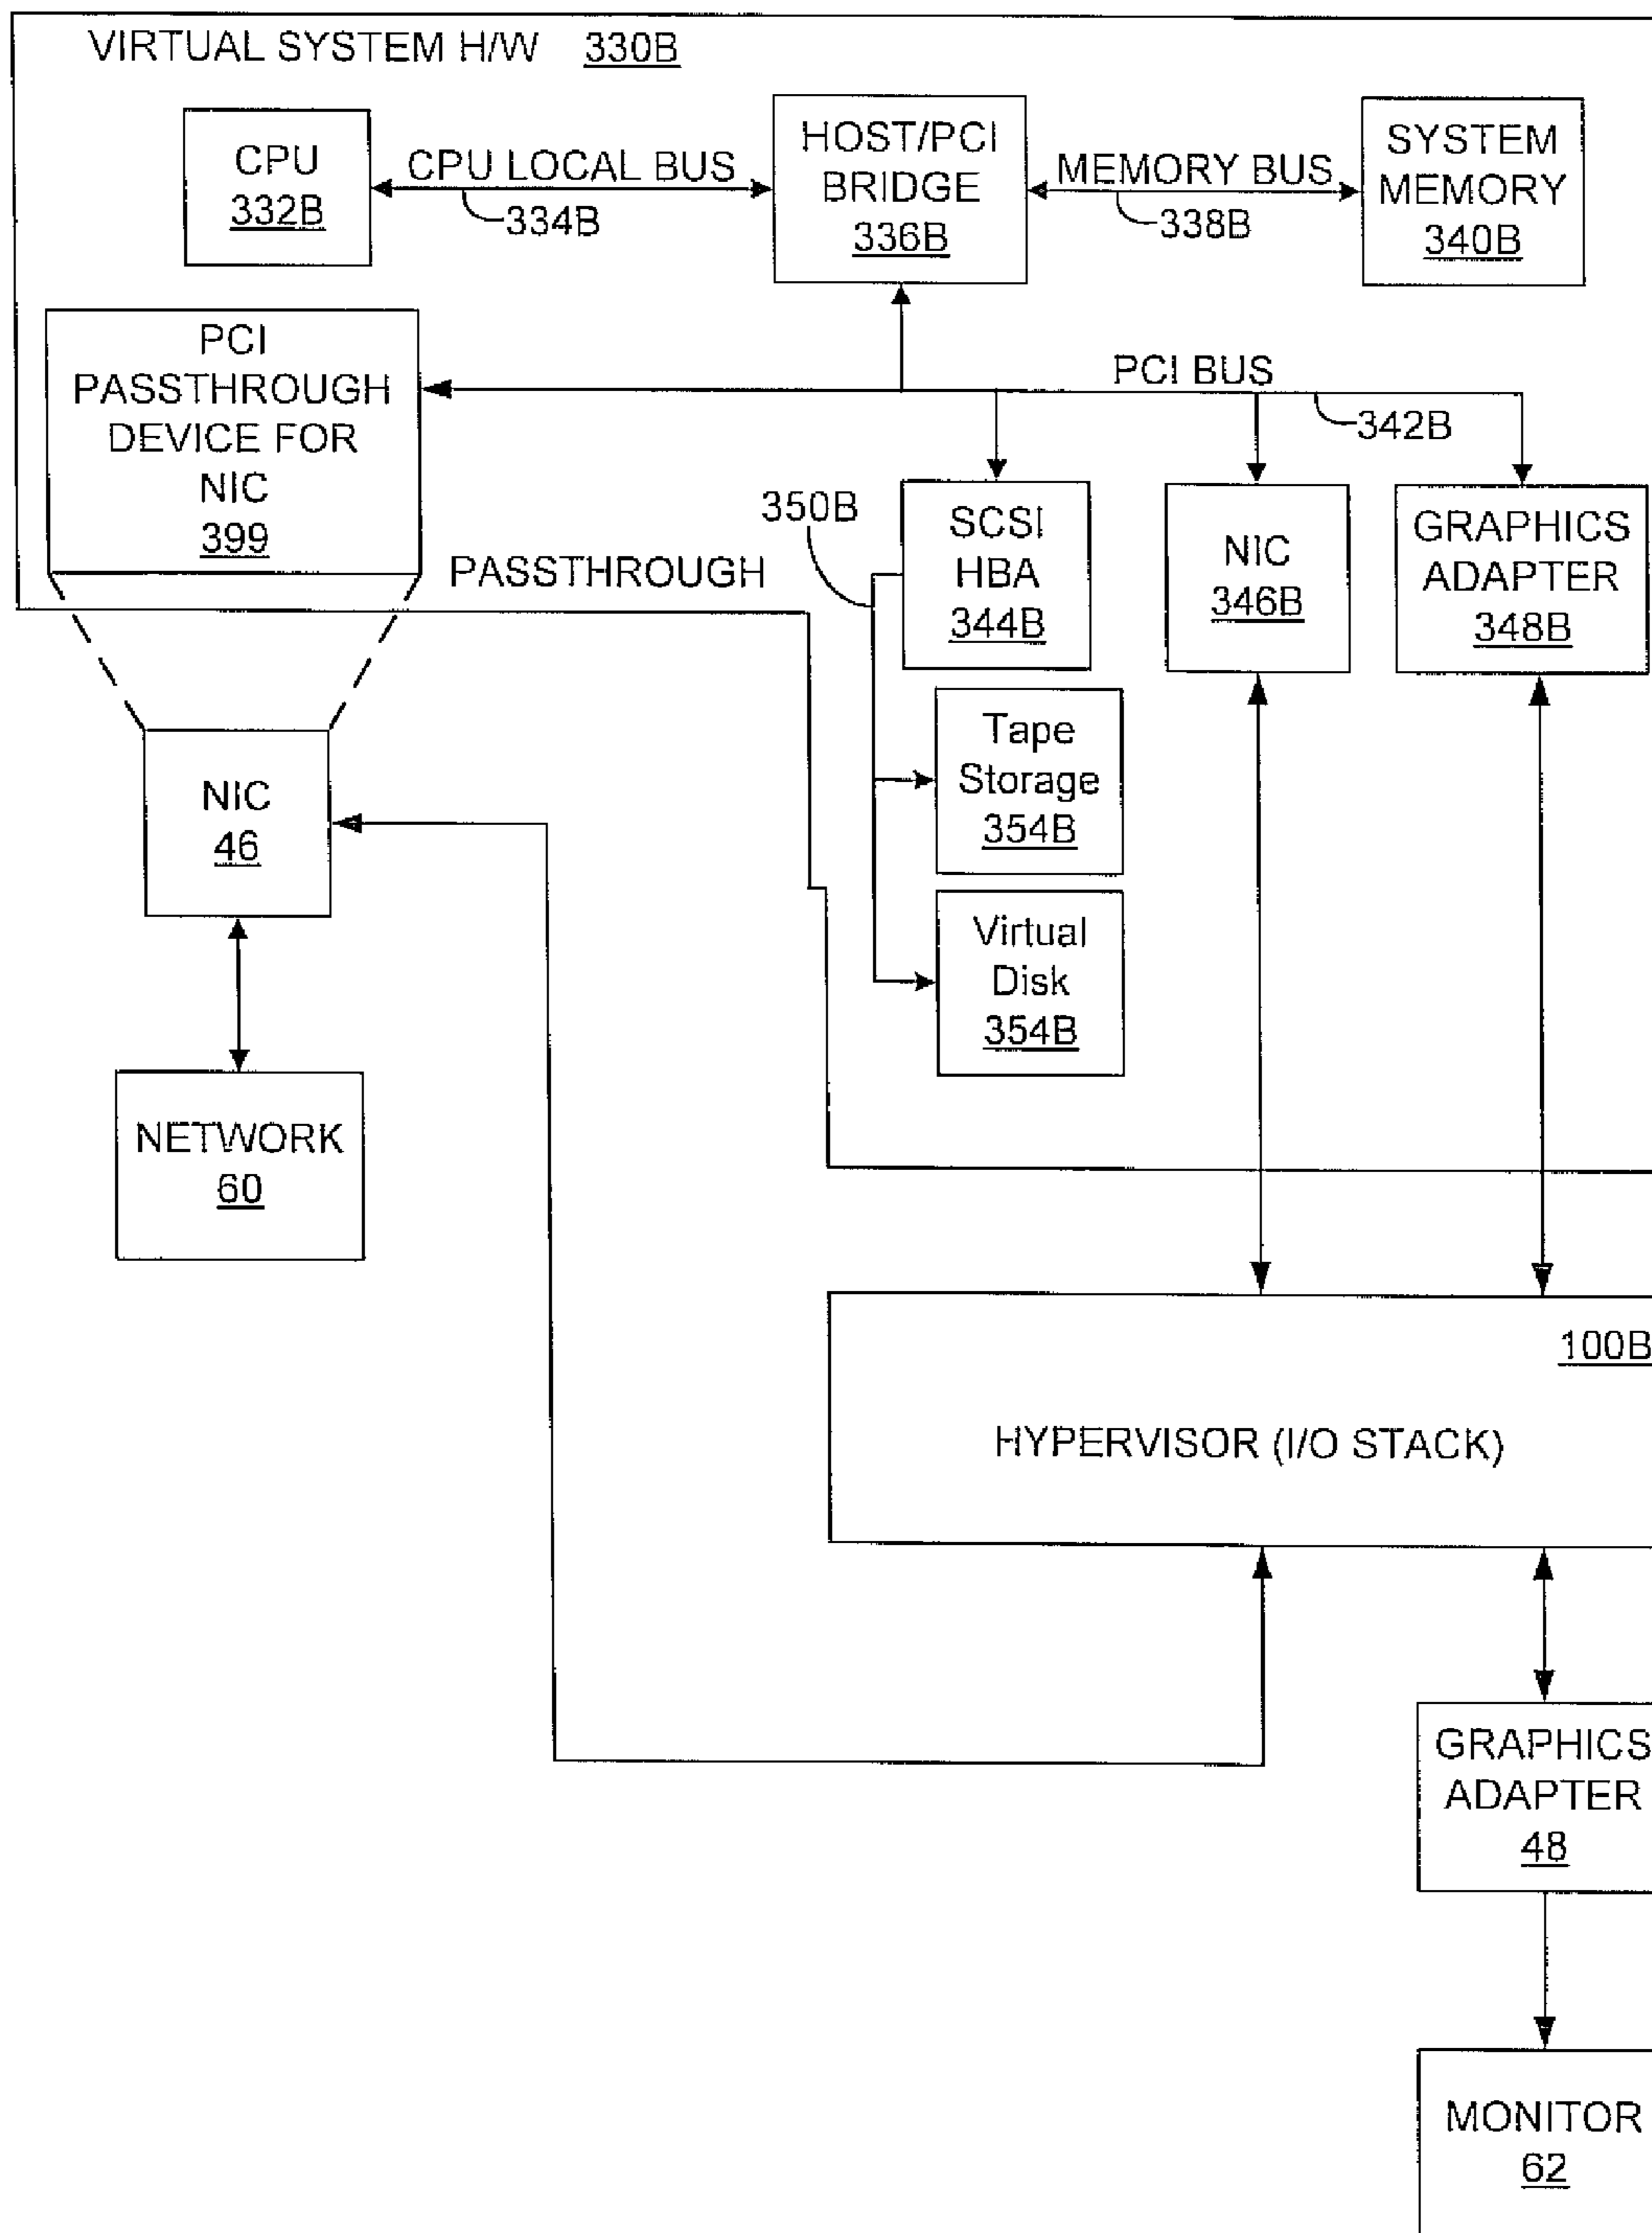 VIRTUAL SYSTEM H/W 330B
CPU
332B
CPU LOCAL BUS
334B
HOST/PCI
BRIDGE
336B
MEMORY BUS
338B
SYSTEM
MEMORY
340B
PCI
PASSTHROUGH
DEVICE FOR
NIC
399
PCI BUS
342B
350B
PASSTHROUGH
SCSI
HBA
344B
NIC
346B
GRAPHICS
ADAPTER
348B
Tape
Storage
354B
Virtual
Disk
354B
NIC
46
NETWORK
60
100B
HYPERVISOR (I/O STACK)
GRAPHICS
ADAPTER
48
MONITOR
62